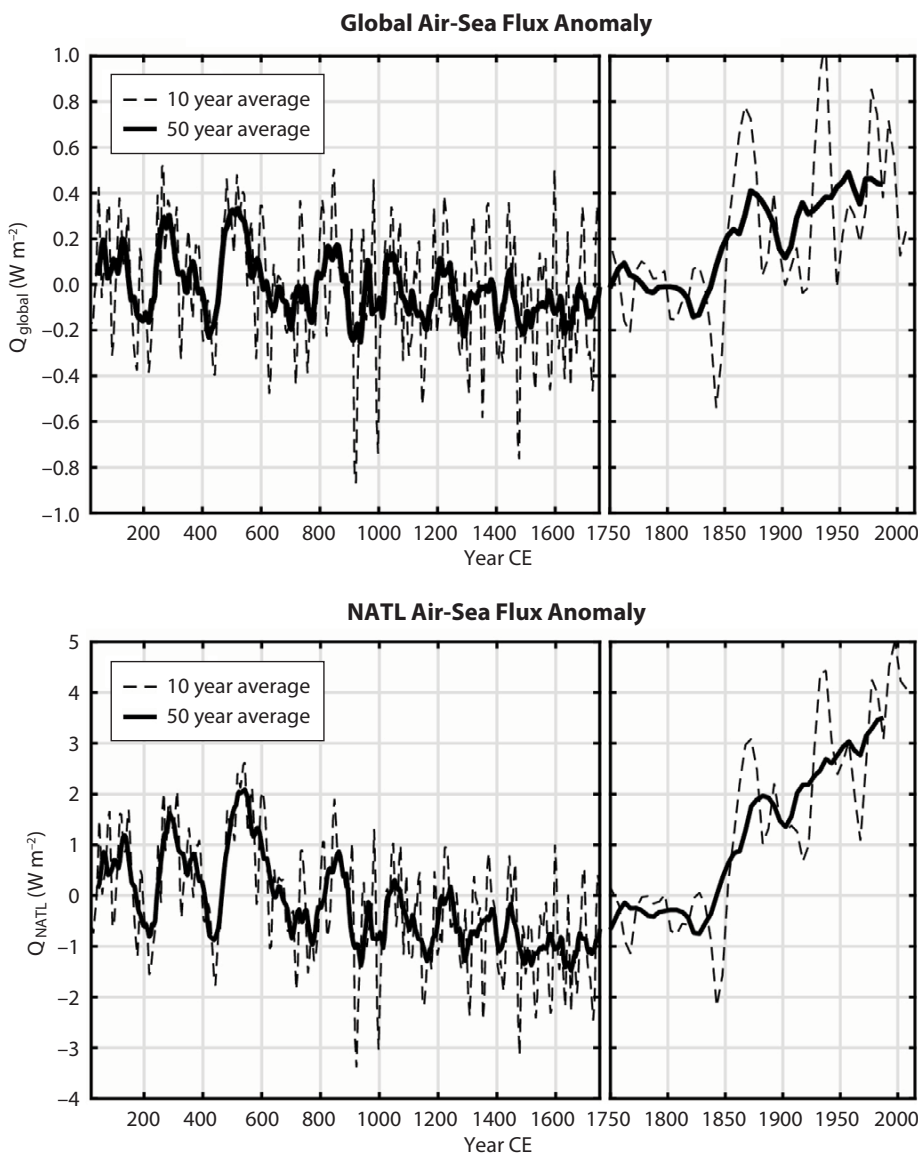 Global Air-Sea Flux Anomaly
1.0
0.8
0.6
0.4
0.2
0.0
−0.2
−0.4
−0.6
−0.8
−1.0
Q global (W m−2)
10 year average
50 year average
200 400 600 800 1000 1200 1400 1600 1750 1800 1850 1900 1950 2000
Year CE
NATL Air-Sea Flux Anomaly
5
4
3
2
1
0
−1
−2
−3
−4
Q NATL (W m−2)
10 year average
50 year average
200 400 600 800 1000 1200 1400 1600 1750 1800 1850 1900 1950 2000
Year CE